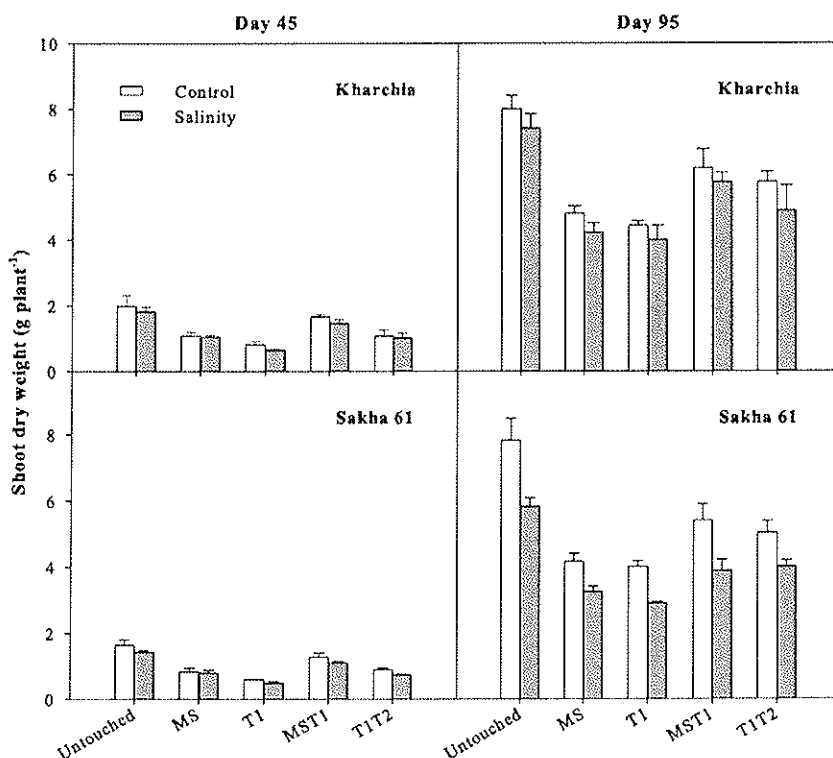 Day 45
Day 95
10
Control
Kharchia
Kharchia
8
Salinity
6
4
2
0
Shoot dry weight (g plant⁻¹)
Sakha 61
Sakha 61
8
6
4
2
0
Untouched
MS
T1
MST1
T1T2
Untouched
MS
T1
MST1
T1T2